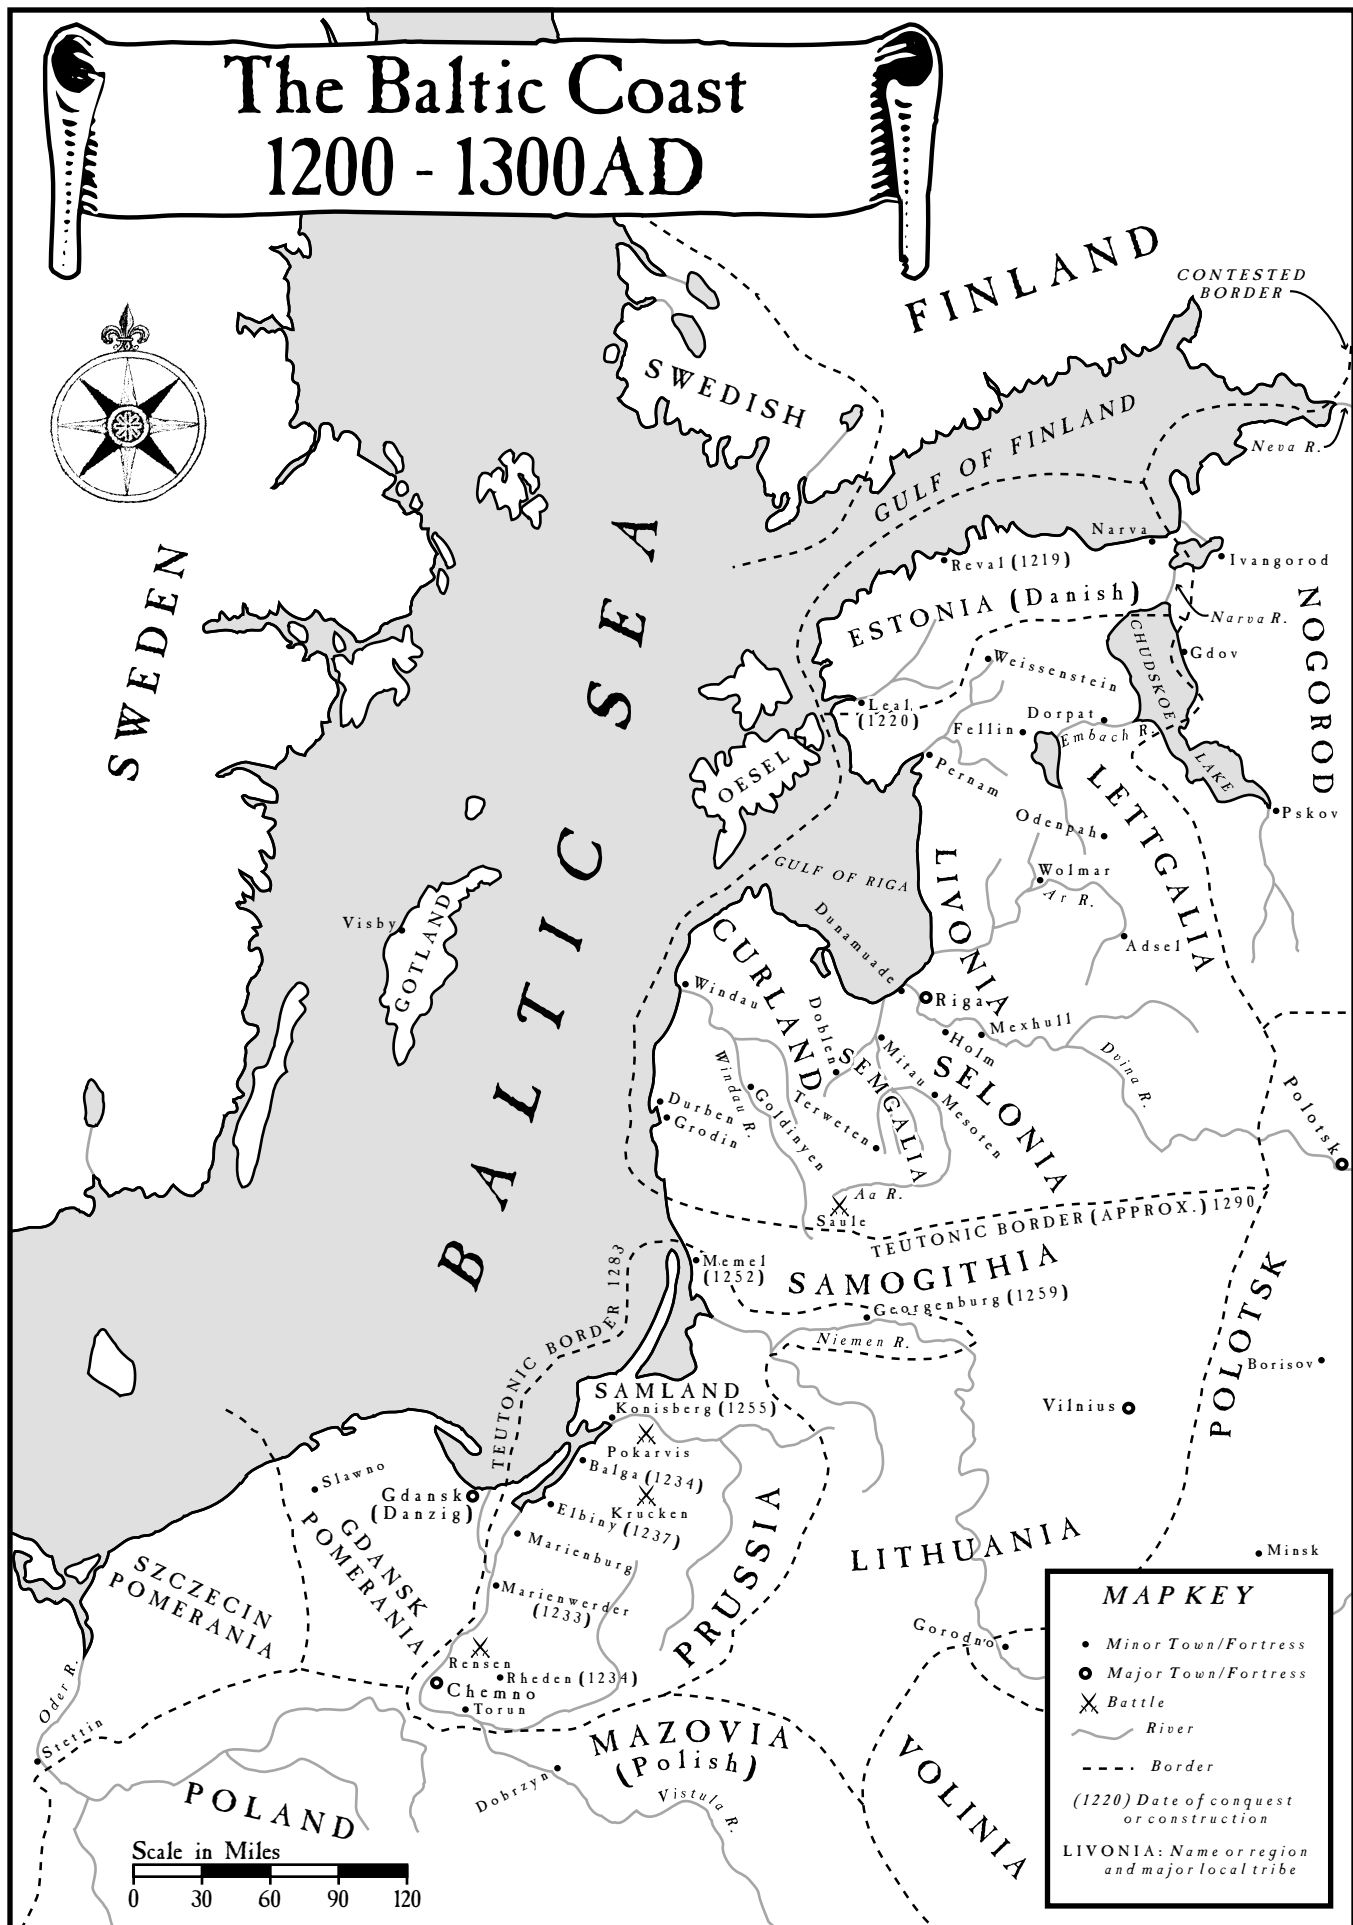 The Baltic Coast
1200 - 1300AD
FINLAND
CONTESTED
BORDER
SWEDISH
GULF OF FINLAND
Neva R.
SWEDEN
BALTIC SEA
Narva
Reval (1219)
Ivangorod
ESTONIA (Danish)
Narva R.
NOGOROD
CHUDSKOE
LAKE
Gdov
Weissenstein
Leal
(1220)
Dorpat
Fellin
Embach R.
OESEL
Pernam
LETTGALIA
Pskov
Odenpah
GULF OF RIGA
LIVONIA
Wolmar
Ar R.
Visby
GOTLAND
Dunamuade
Adsel
CURLAND
Windau
Riga
Doblen
Mexhull
Holm
Mitau
SEMGALIA
SELONIA
Dvina R.
Windau R.
Goldinyen
Terweten
Mesoten
Durben
Grodin
Polotsk
Aa R.
Saule
TEUTONIC BORDER (APPROX.) 1290
TEUTONIC BORDER 1283
Memel
(1252)
SAMOGITHIA
Georgenburg (1259)
Niemen R.
POLOTSK
Borisov
SAMLAND
Konisberg (1255)
Vilnius
Pokarvis
Balga (1234)
Slawno
Gdansk
(Danzig)
Krucken
Elbiny (1237)
GDANSK
POMERANIA
Marienburg
PRUSSIA
LITHUANIA
Minsk
SZCZECIN
POMERANIA
Marienwerder
(1233)
Gorodno
Rensen
Rheden (1234)
Chemno
Torun
Oder R.
Stettin
MAZOVIA
(Polish)
Dobrzyn
Vistula R.
VOLINIA
POLAND
Scale in Miles
0 30 60 90 120
MAP KEY
Minor Town/Fortress
Major Town/Fortress
Battle
River
Border
(1220) Date of conquest
or construction
LIVONIA: Name or region
and major local tribe